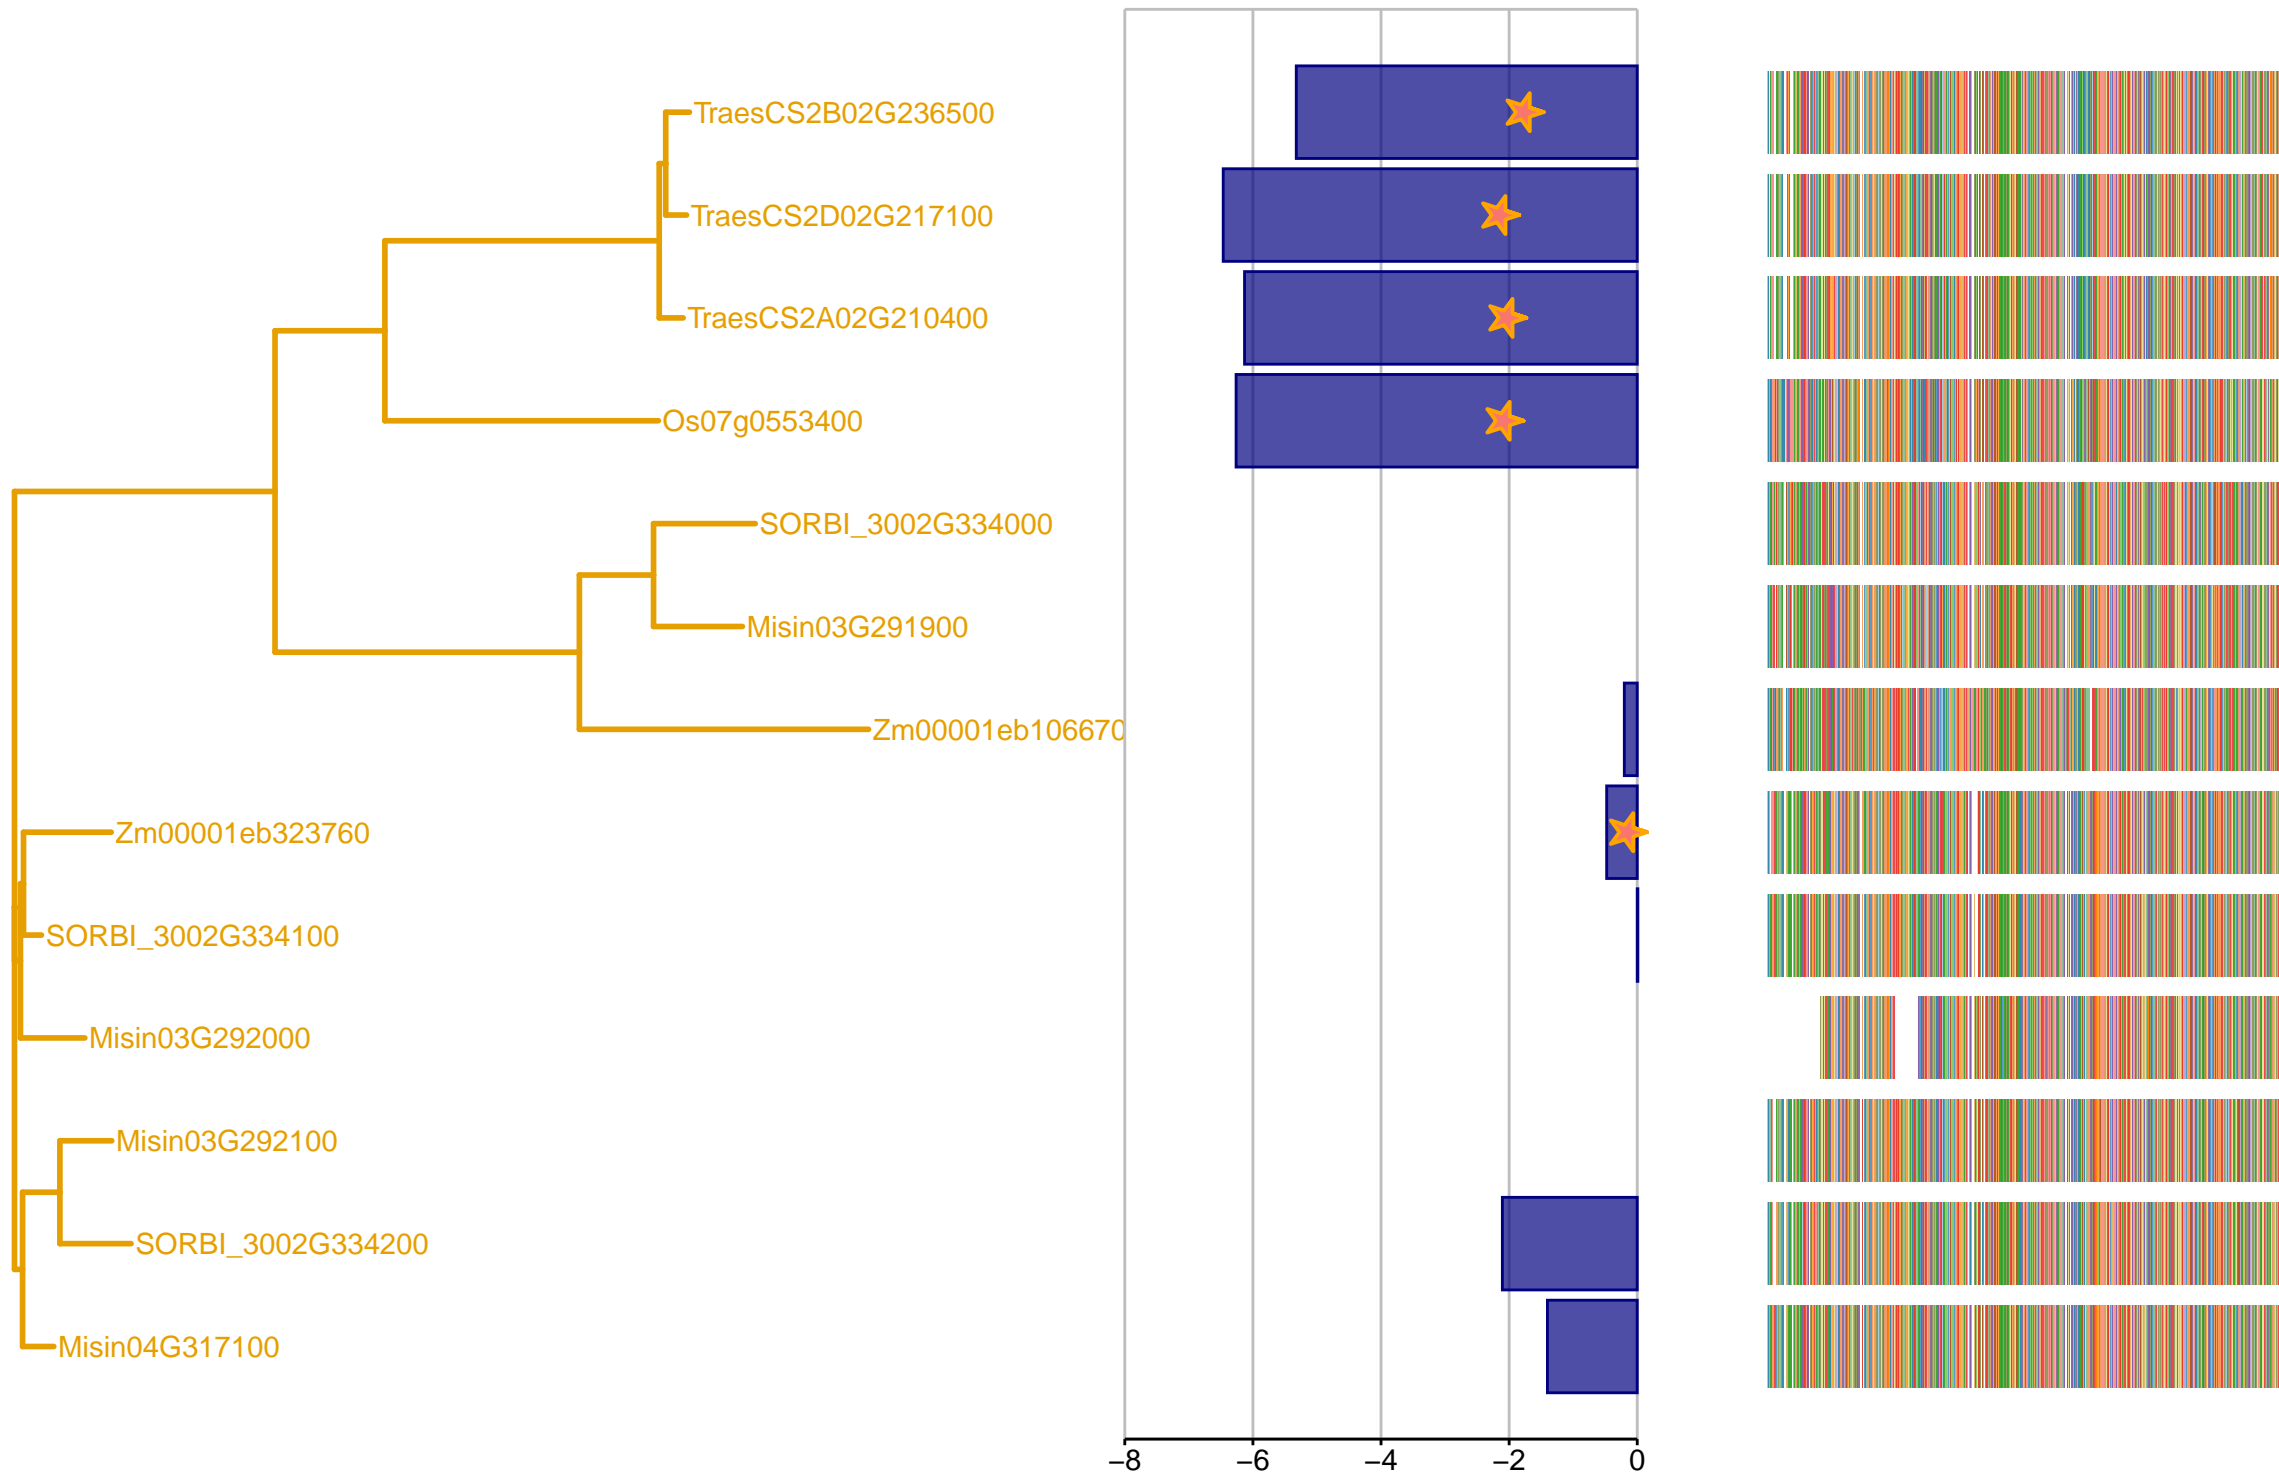 TraesCS2B02G236500
TraesCS2D02G217100
TraesCS2A02G210400
Os07g0553400
SORBI_3002G334000
Misin03G291900
Zm00001eb106670
Zm00001eb323760
SORBI_3002G334100
Misin03G292000
Misin03G292100
SORBI_3002G334200
Misin04G317100
−8 −6 −4 −2 0